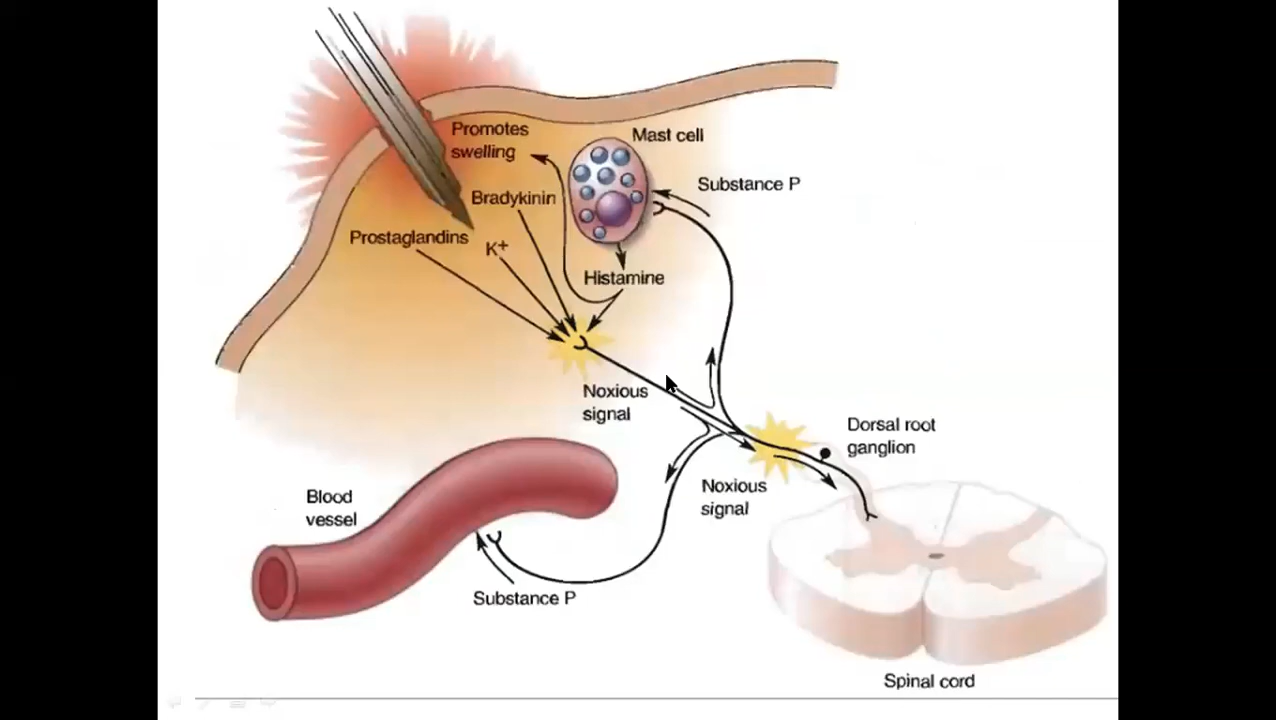 Promotes
swelling
Mast cell
Substance P
Bradykinin
Prostaglandins
K+
Histamine
Noxious
signal
Dorsal root
ganglion
Noxious
signal
Blood
vessel
Substance P
Spinal cord